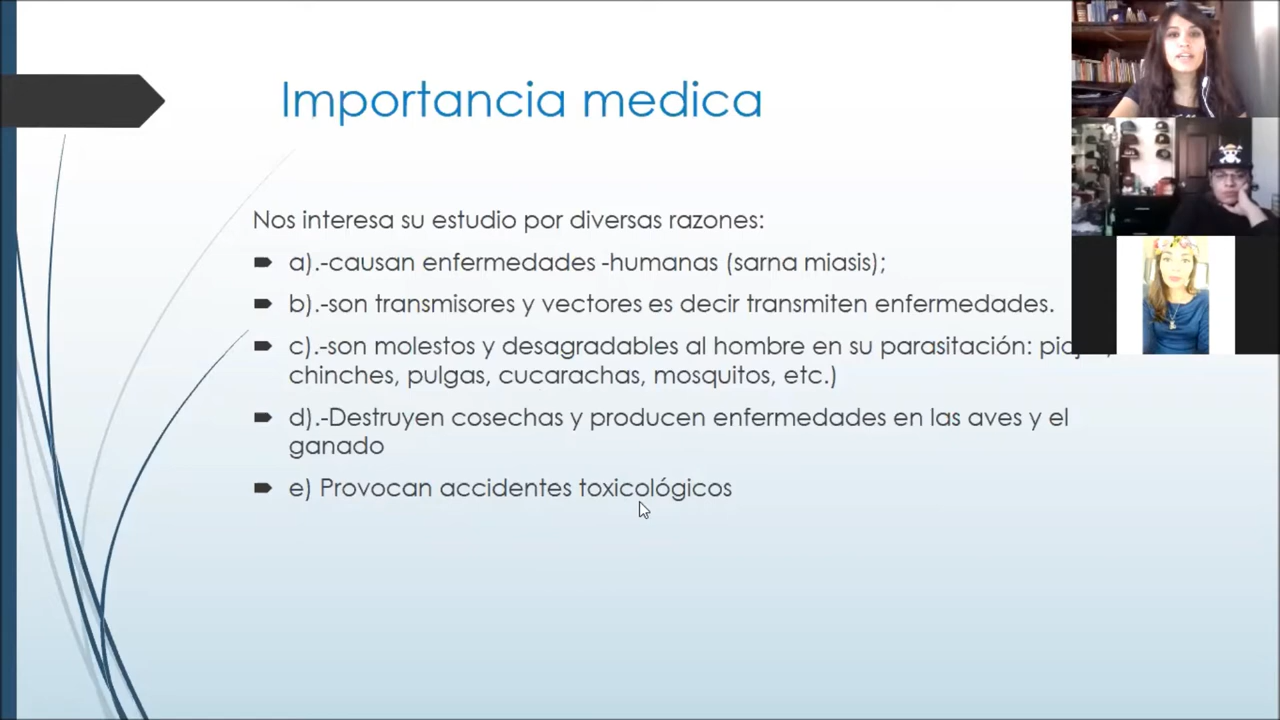 Importancia medica
Nos interesa su estudio por diversas razones:
a).-causan enfermedades -humanas (sarna miasis);
b).-son transmisores y vectores es decir transmiten enfermedades.
c).-son molestos y desagradables al hombre en su parasitación:
chinches, pulgas, cucarachas, mosquitos, etc.)
d).-Destruyen cosechas y producen enfermedades en las aves y el
ganado
e) Provocan accidentes toxicológicos